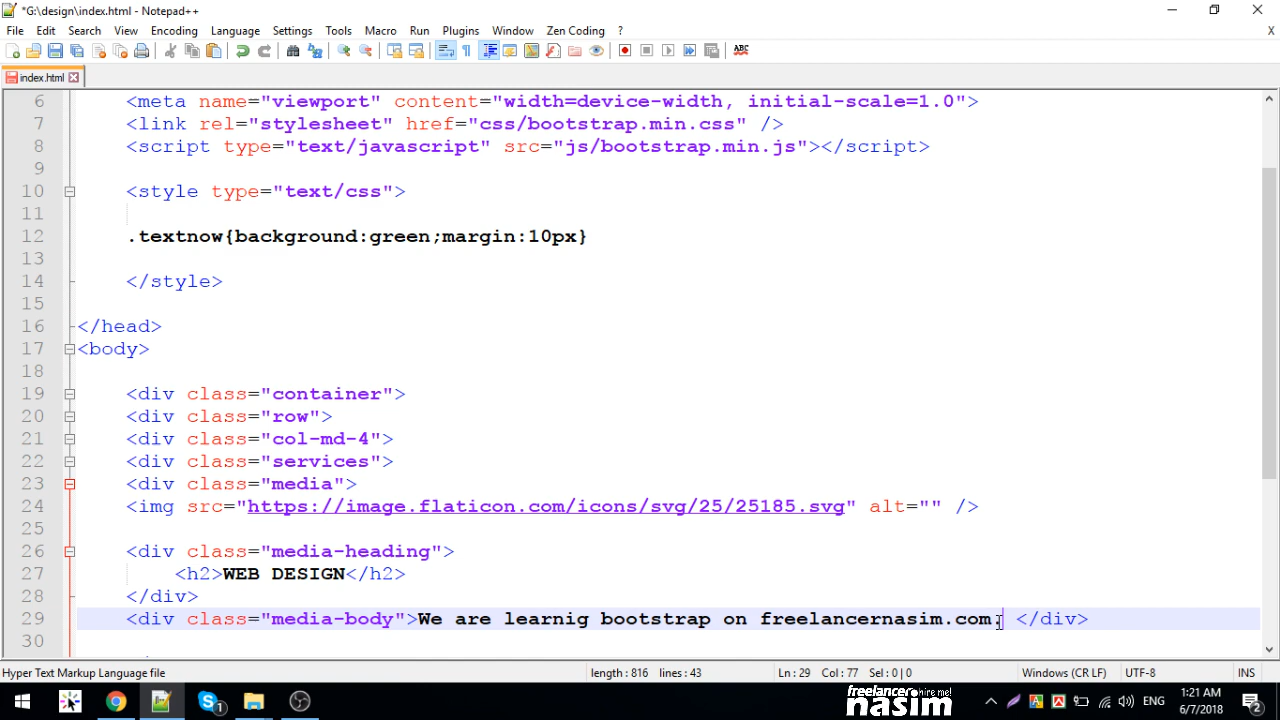 *G:\design\index.html - Notepad++
File Edit Search View Encoding Language Settings Tools Macro Run Plugins Window Zen Coding ? X
ABC
index.html
6 <meta name="viewport" content="width=device-width, initial-scale=1.0">
7 <link rel="stylesheet" href="css/bootstrap.min.css" />
8 <script type="text/javascript" src="js/bootstrap.min.js"></script>
9
10 <style type="text/css">
11
12 .textnow{background:green;margin:10px}
13
14 </style>
15
16 </head>
17 <body>
18
19 <div class="container">
20 <div class="row">
21 <div class="col-md-4">
22 <div class="services">
23 <div class="media">
24 <img src="https://image.flaticon.com/icons/svg/25/25185.svg" alt="" />
25
26 <div class="media-heading">
27 <h2>WEB DESIGN</h2>
28 </div>
29 <div class="media-body">We are learnig bootstrap on freelancernasim.com. </div>
30
Hyper Text Markup Language file length : 816 lines : 43 Ln : 29 Col : 77 Sel : 0 | 0 Windows (CR LF) UTF-8 INS
freelancer hire me!
nasim
1
ENG
1:21 AM
6/7/2018
2